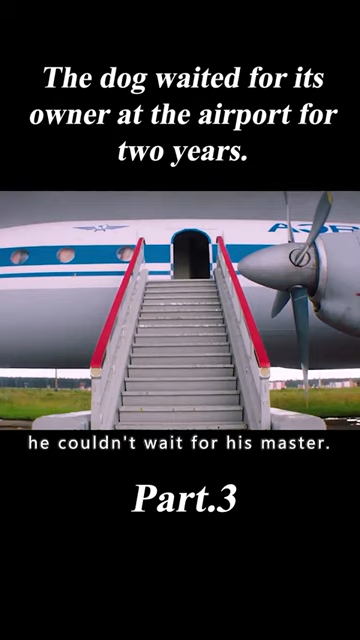 The dog waited for its
owner at the airport for
two years.
he couldn't wait for his master.
Part.3